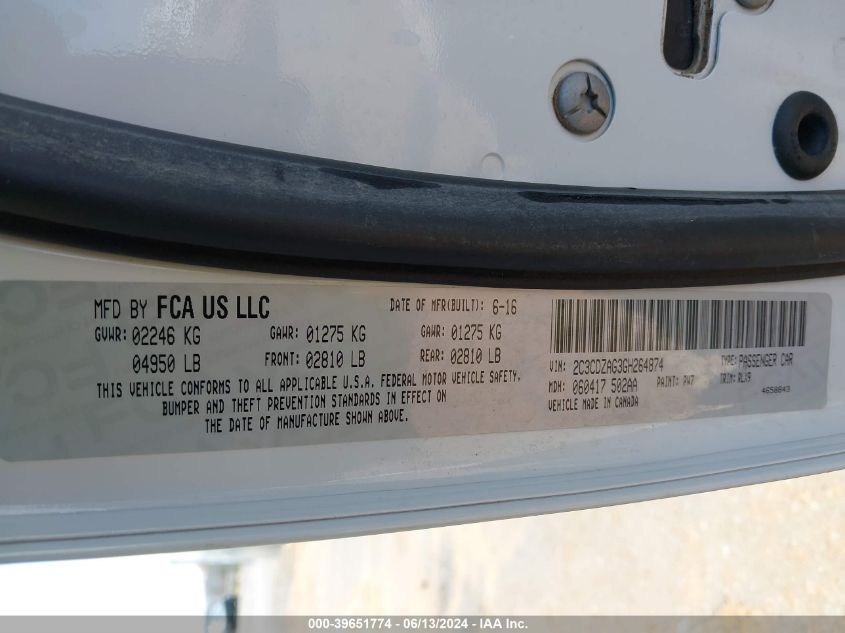 MFD BY FCA US LLC DATE OF MFR(BUILT): 6-16
GVWR: 02246 KG GAWR: 01275 KG GAWR: 01275 KG
04950 LB FRONT: 02810 LB REAR: 02810 LB
THIS VEHICLE CONFORMS TO ALL APPLICABLE U.S.A. FEDERAL MOTOR VEHICLE SAFETY,
BUMPER AND THEFT PREVENTION STANDARDS IN EFFECT ON
THE DATE OF MANUFACTURE SHOWN ABOVE.
VIN: 2C3CDZAG3GH264874 TYPE: PASSENGER CAR
MDH: 060417 502AA PAINT: PW7 TRIM: RLX9
VEHICLE MADE IN CANADA 4658643
000-39651774 - 06/13/2024 - IAA Inc.